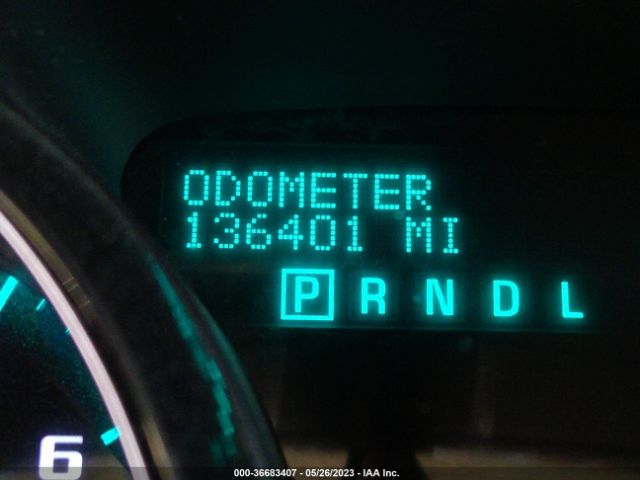 ODOMETER
136401 MI
P R N D L
6
000-36683407 - 05/26/2023 - IAA Inc.